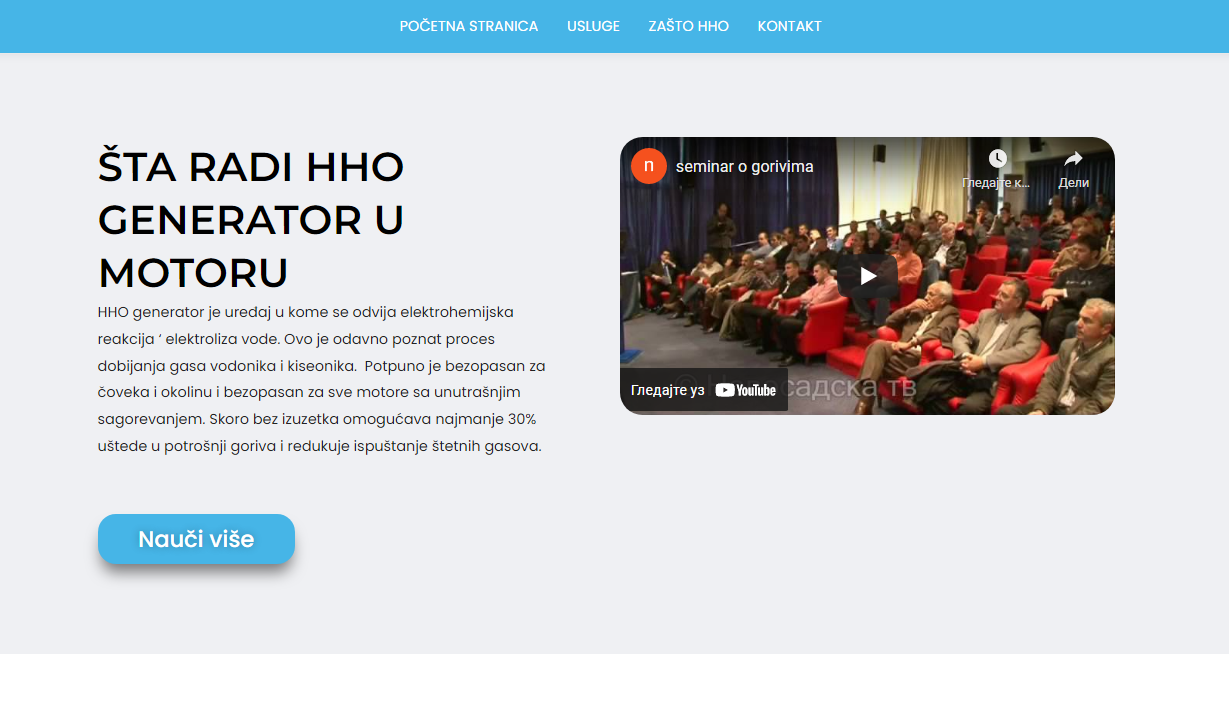 POČETNA STRANICA USLUGE ZAŠTO HHO KONTAKT
ŠTA RADI HHO
GENERATOR U
MOTORU
HHO generator je uređaj u kome se odvija elektrohemijska
reakcija ‘ elektroliza vode. Ovo je odavno poznat proces
dobijanja gasa vodonika i kiseonika.  Potpuno je bezopasan za
čoveka i okolinu i bezopasan za sve motore sa unutrašnjim
sagorevanjem. Skoro bez izuzetka omogućava najmanje 30%
uštede u potrošnji goriva i redukuje ispuštanje štetnih gasova.
Nauči više
n seminar o gorivima
Гледајте к... Дели
Гледајте уз YouTube
садска тв